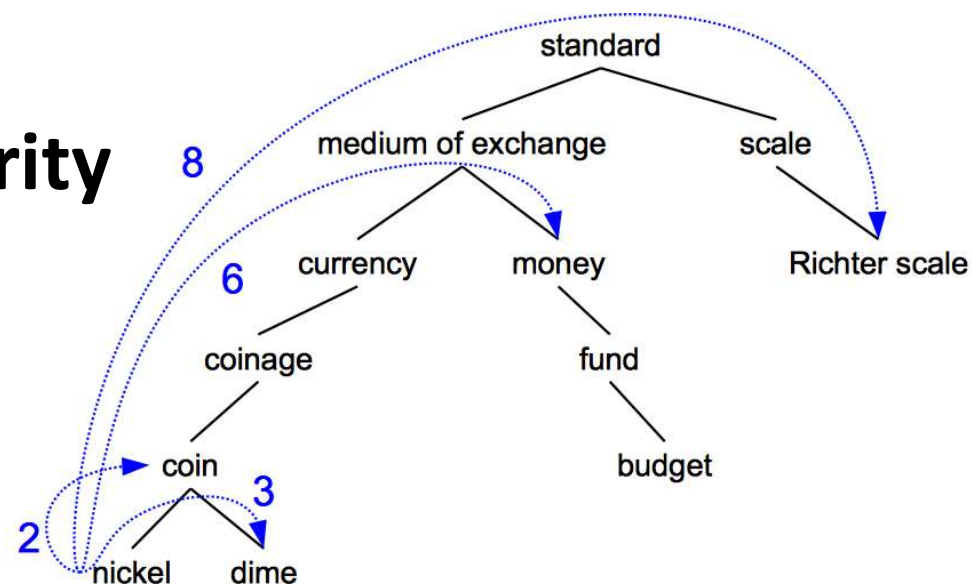 standard
rity
8
medium of exchange scale
6
currency money Richter scale
coinage fund
coin budget
3
2
nickel dime